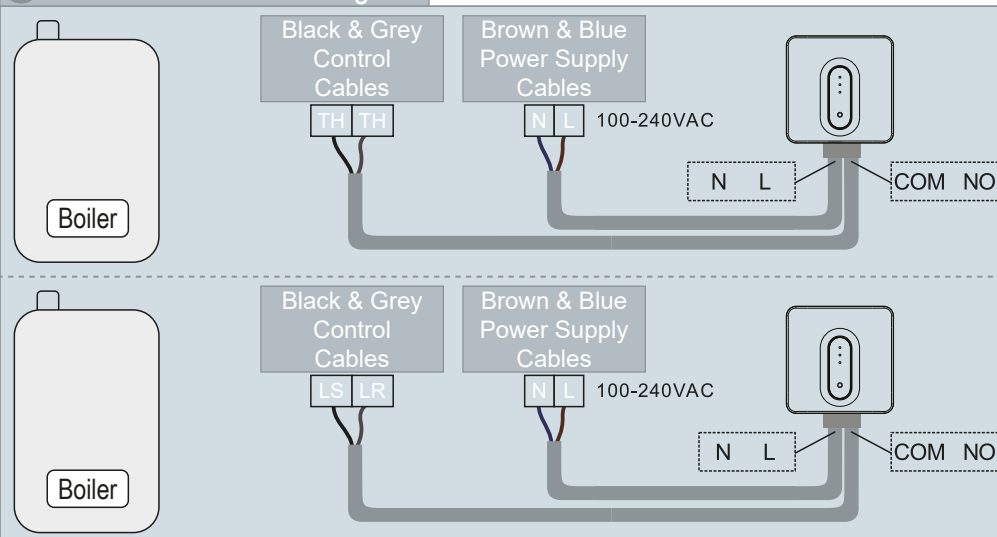 Black & Grey
Control
Cables
Brown & Blue
Power Supply
Cables
TH TH
N L 100-240VAC
N L
COM NO
Boiler
Black & Grey
Control
Cables
Brown & Blue
Power Supply
Cables
LS LR
N L 100-240VAC
N L
COM NO
Boiler